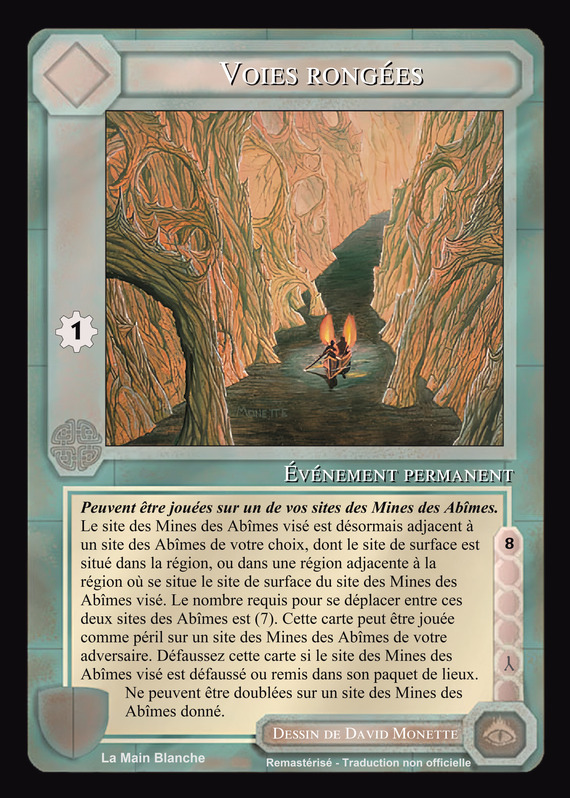 VOIES RONGÉES
MONETTE
1
ÉVÉNEMENT PERMANENT
Peuvent être jouées sur un de vos sites des Mines des Abîmes.
Le site des Mines des Abîmes visé est désormais adjacent à
un site des Abîmes de votre choix, dont le site de surface est
situé dans la région, ou dans une région adjacente à la
région où se situe le site de surface du site des Mines des
Abîmes visé. Le nombre requis pour se déplacer entre ces
deux sites des Abîmes est (7). Cette carte peut être jouée
comme péril sur un site des Mines des Abîmes de votre
adversaire. Défaussez cette carte si le site des Mines des
Abîmes visé est défaussé ou remis dans son paquet de lieux.
Ne peuvent être doublées sur un site des Mines des
Abîmes donné.
8
DESSIN DE DAVID MONETTE
La Main Blanche
Remastérisé - Traduction non officielle